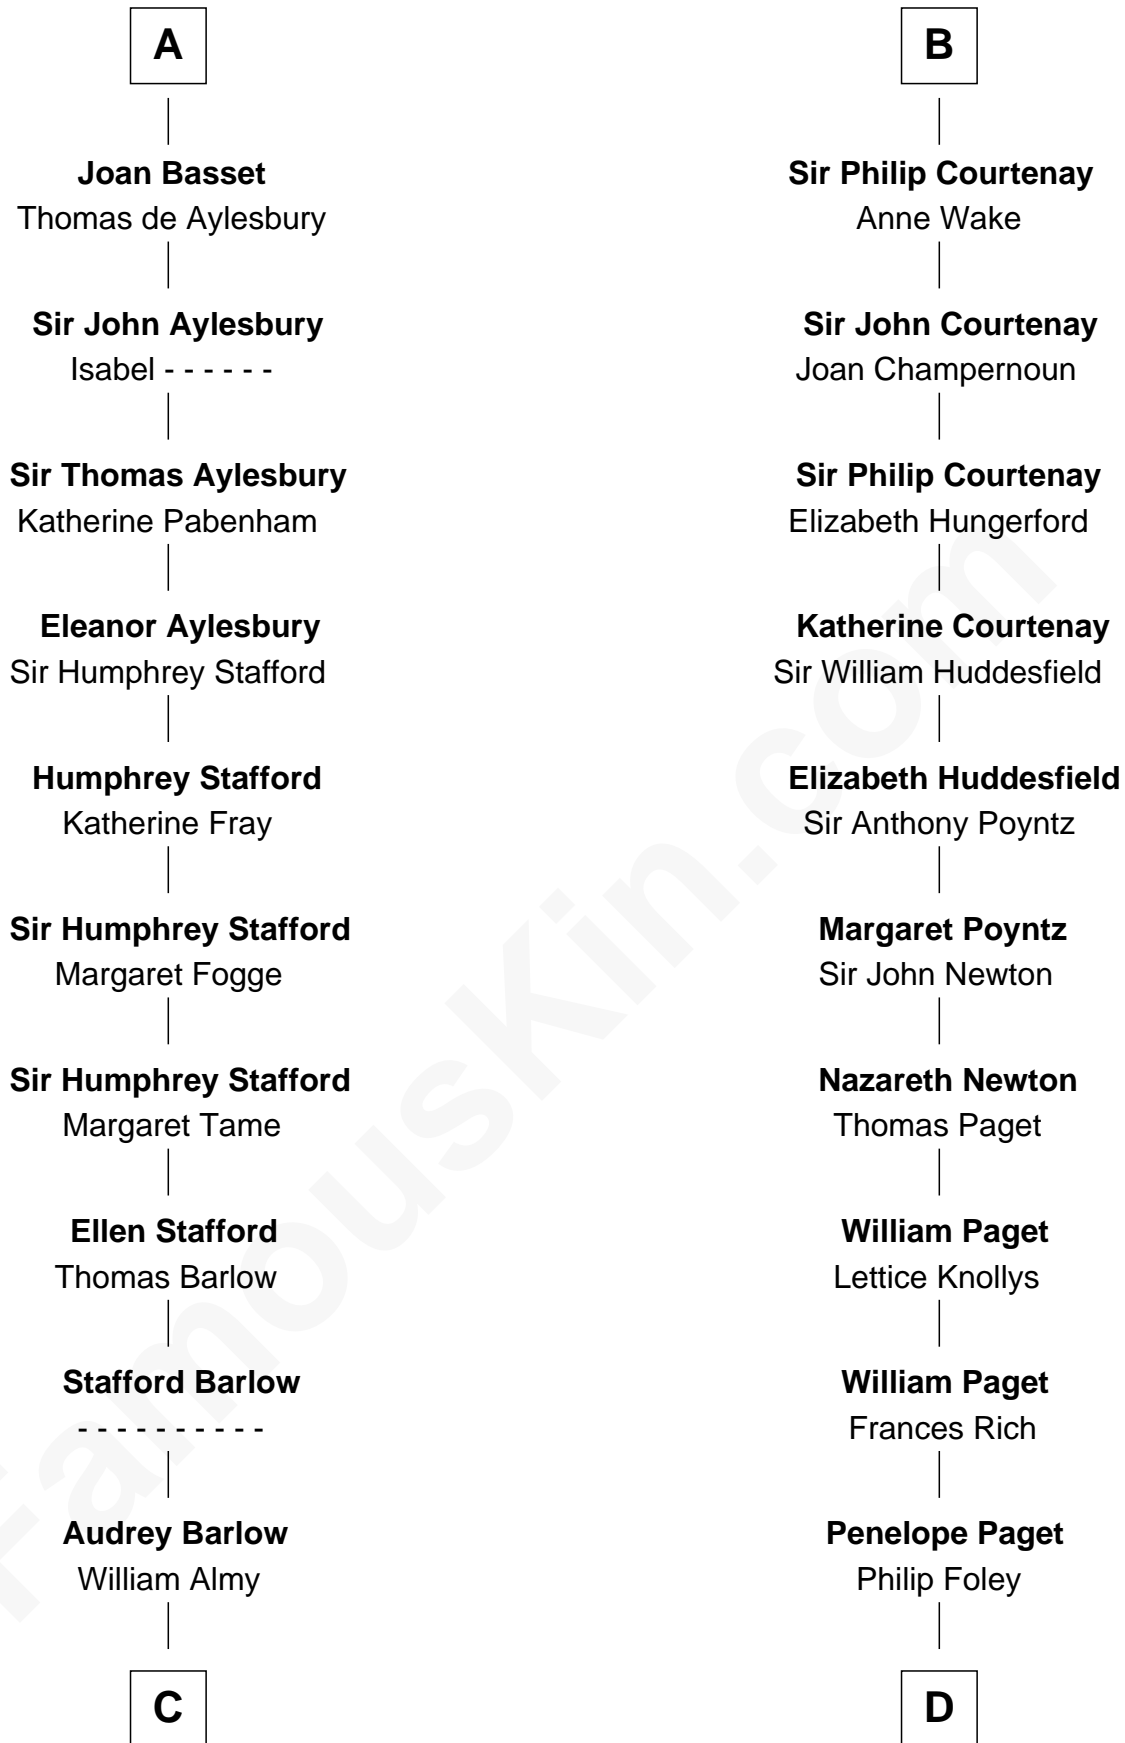 A
Joan Basset
Thomas de Aylesbury
Sir John Aylesbury
Isabel - - - - - -
Sir Thomas Aylesbury
Katherine Pabenham
Eleanor Aylesbury
Sir Humphrey Stafford
Humphrey Stafford
Katherine Fray
Sir Humphrey Stafford
Margaret Fogge
Sir Humphrey Stafford
Margaret Tame
Ellen Stafford
Thomas Barlow
Stafford Barlow
- - - - - - - - - -
Audrey Barlow
William Almy
C
B
Sir Philip Courtenay
Anne Wake
Sir John Courtenay
Joan Champernoun
Sir Philip Courtenay
Elizabeth Hungerford
Katherine Courtenay
Sir William Huddesfield
Elizabeth Huddesfield
Sir Anthony Poyntz
Margaret Poyntz
Sir John Newton
Nazareth Newton
Thomas Paget
William Paget
Lettice Knollys
William Paget
Frances Rich
Penelope Paget
Philip Foley
D
FamousKin.com